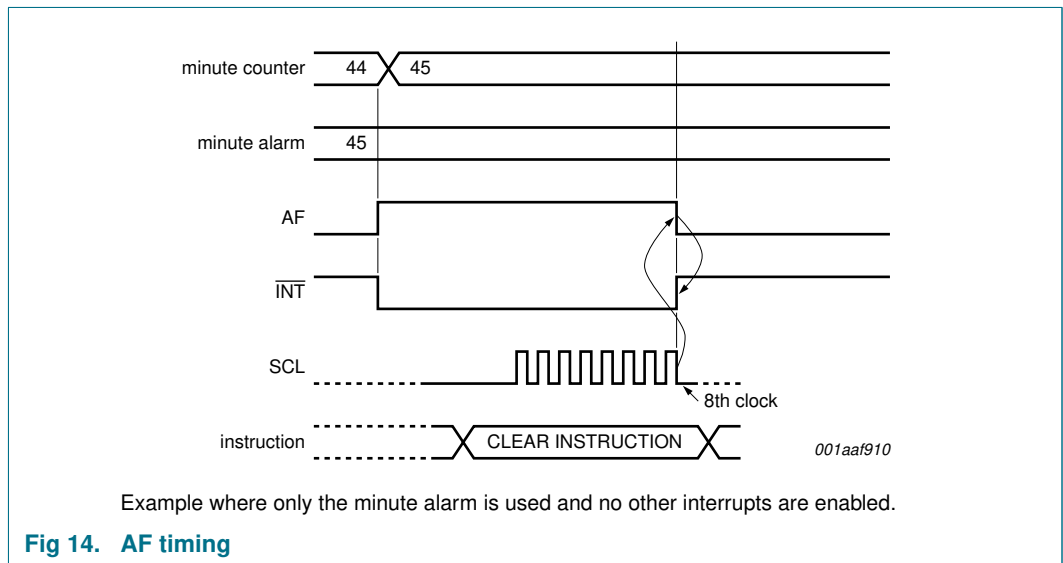 minute counter 44 45
minute alarm 45
AF
INT
SCL
8th clock
instruction CLEAR INSTRUCTION
001aaf910
Example where only the minute alarm is used and no other interrupts are enabled.
Fig 14. AF timing